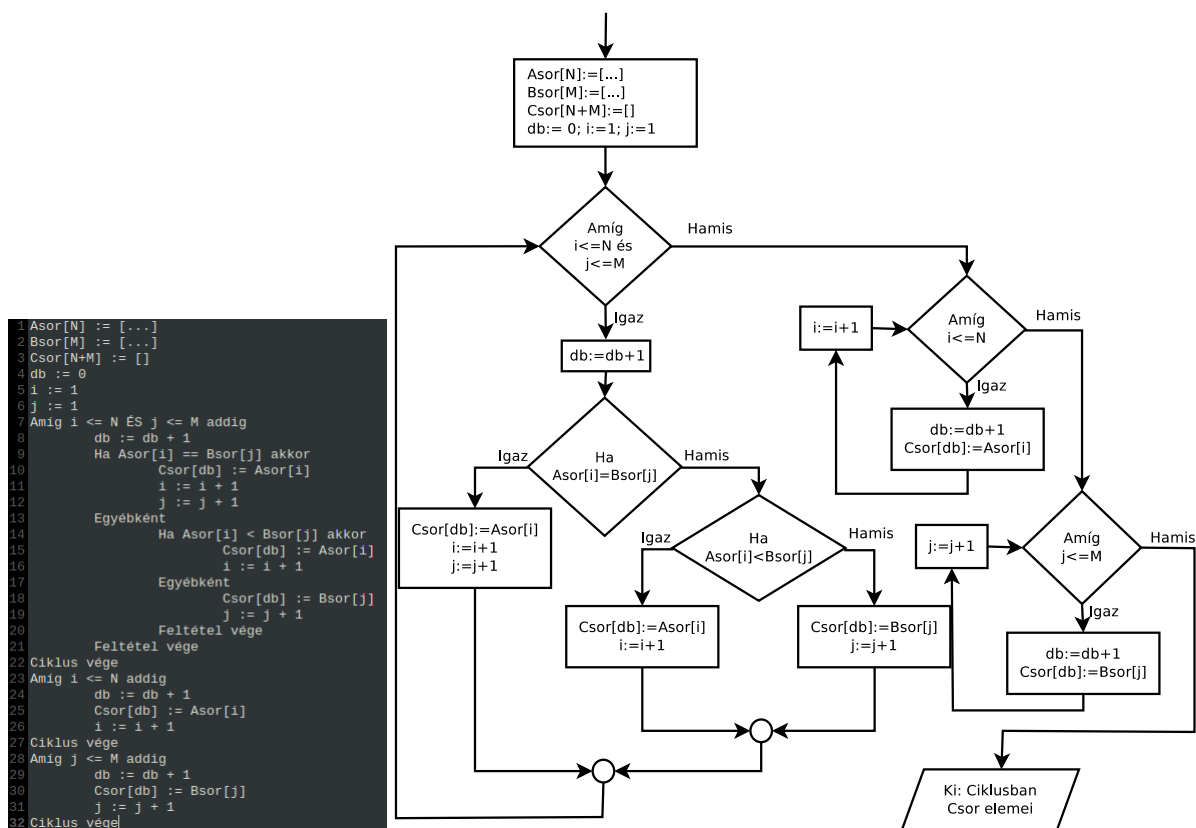 1 Asor[N] := [...]
2 Bsor[M] := [...]
3 Csor[N+M] := []
4 db := 0
5 i := 1
6 j := 1
7 Amíg i <= N ÉS j <= M addig
8 db := db + 1
9 Ha Asor[i] == Bsor[j] akkor
10 Csor[db] := Asor[i]
11 i := i + 1
12 j := j + 1
13 Egyébként
14 Ha Asor[i] < Bsor[j] akkor
15 Csor[db] := Asor[i]
16 i := i + 1
17 Egyébként
18 Csor[db] := Bsor[j]
19 j := j + 1
20 Feltétel vége
21 Feltétel vége
22 Ciklus vége
23 Amíg i <= N addig
24 db := db + 1
25 Csor[db] := Asor[i]
26 i := i + 1
27 Ciklus vége
28 Amíg j <= M addig
29 db := db + 1
30 Csor[db] := Bsor[j]
31 j := j + 1
32 Ciklus vége
Asor[N]:=[...]
Bsor[M]:=[...]
Csor[N+M]:=[]
db:= 0; i:=1; j:=1
Amíg
i<=N és
j<=M
Hamis
Igaz
db:=db+1
Ha
Asor[i]=Bsor[j]
Igaz
Hamis
Csor[db]:=Asor[i]
i:=i+1
j:=j+1
Ha
Asor[i]<Bsor[j]
Igaz
Hamis
Csor[db]:=Asor[i]
i:=i+1
Csor[db]:=Bsor[j]
j:=j+1
i:=i+1
Amíg
i<=N
Hamis
Igaz
db:=db+1
Csor[db]:=Asor[i]
j:=j+1
Amíg
j<=M
Hamis
Igaz
db:=db+1
Csor[db]:=Bsor[j]
Ki: Ciklusban
Csor elemei